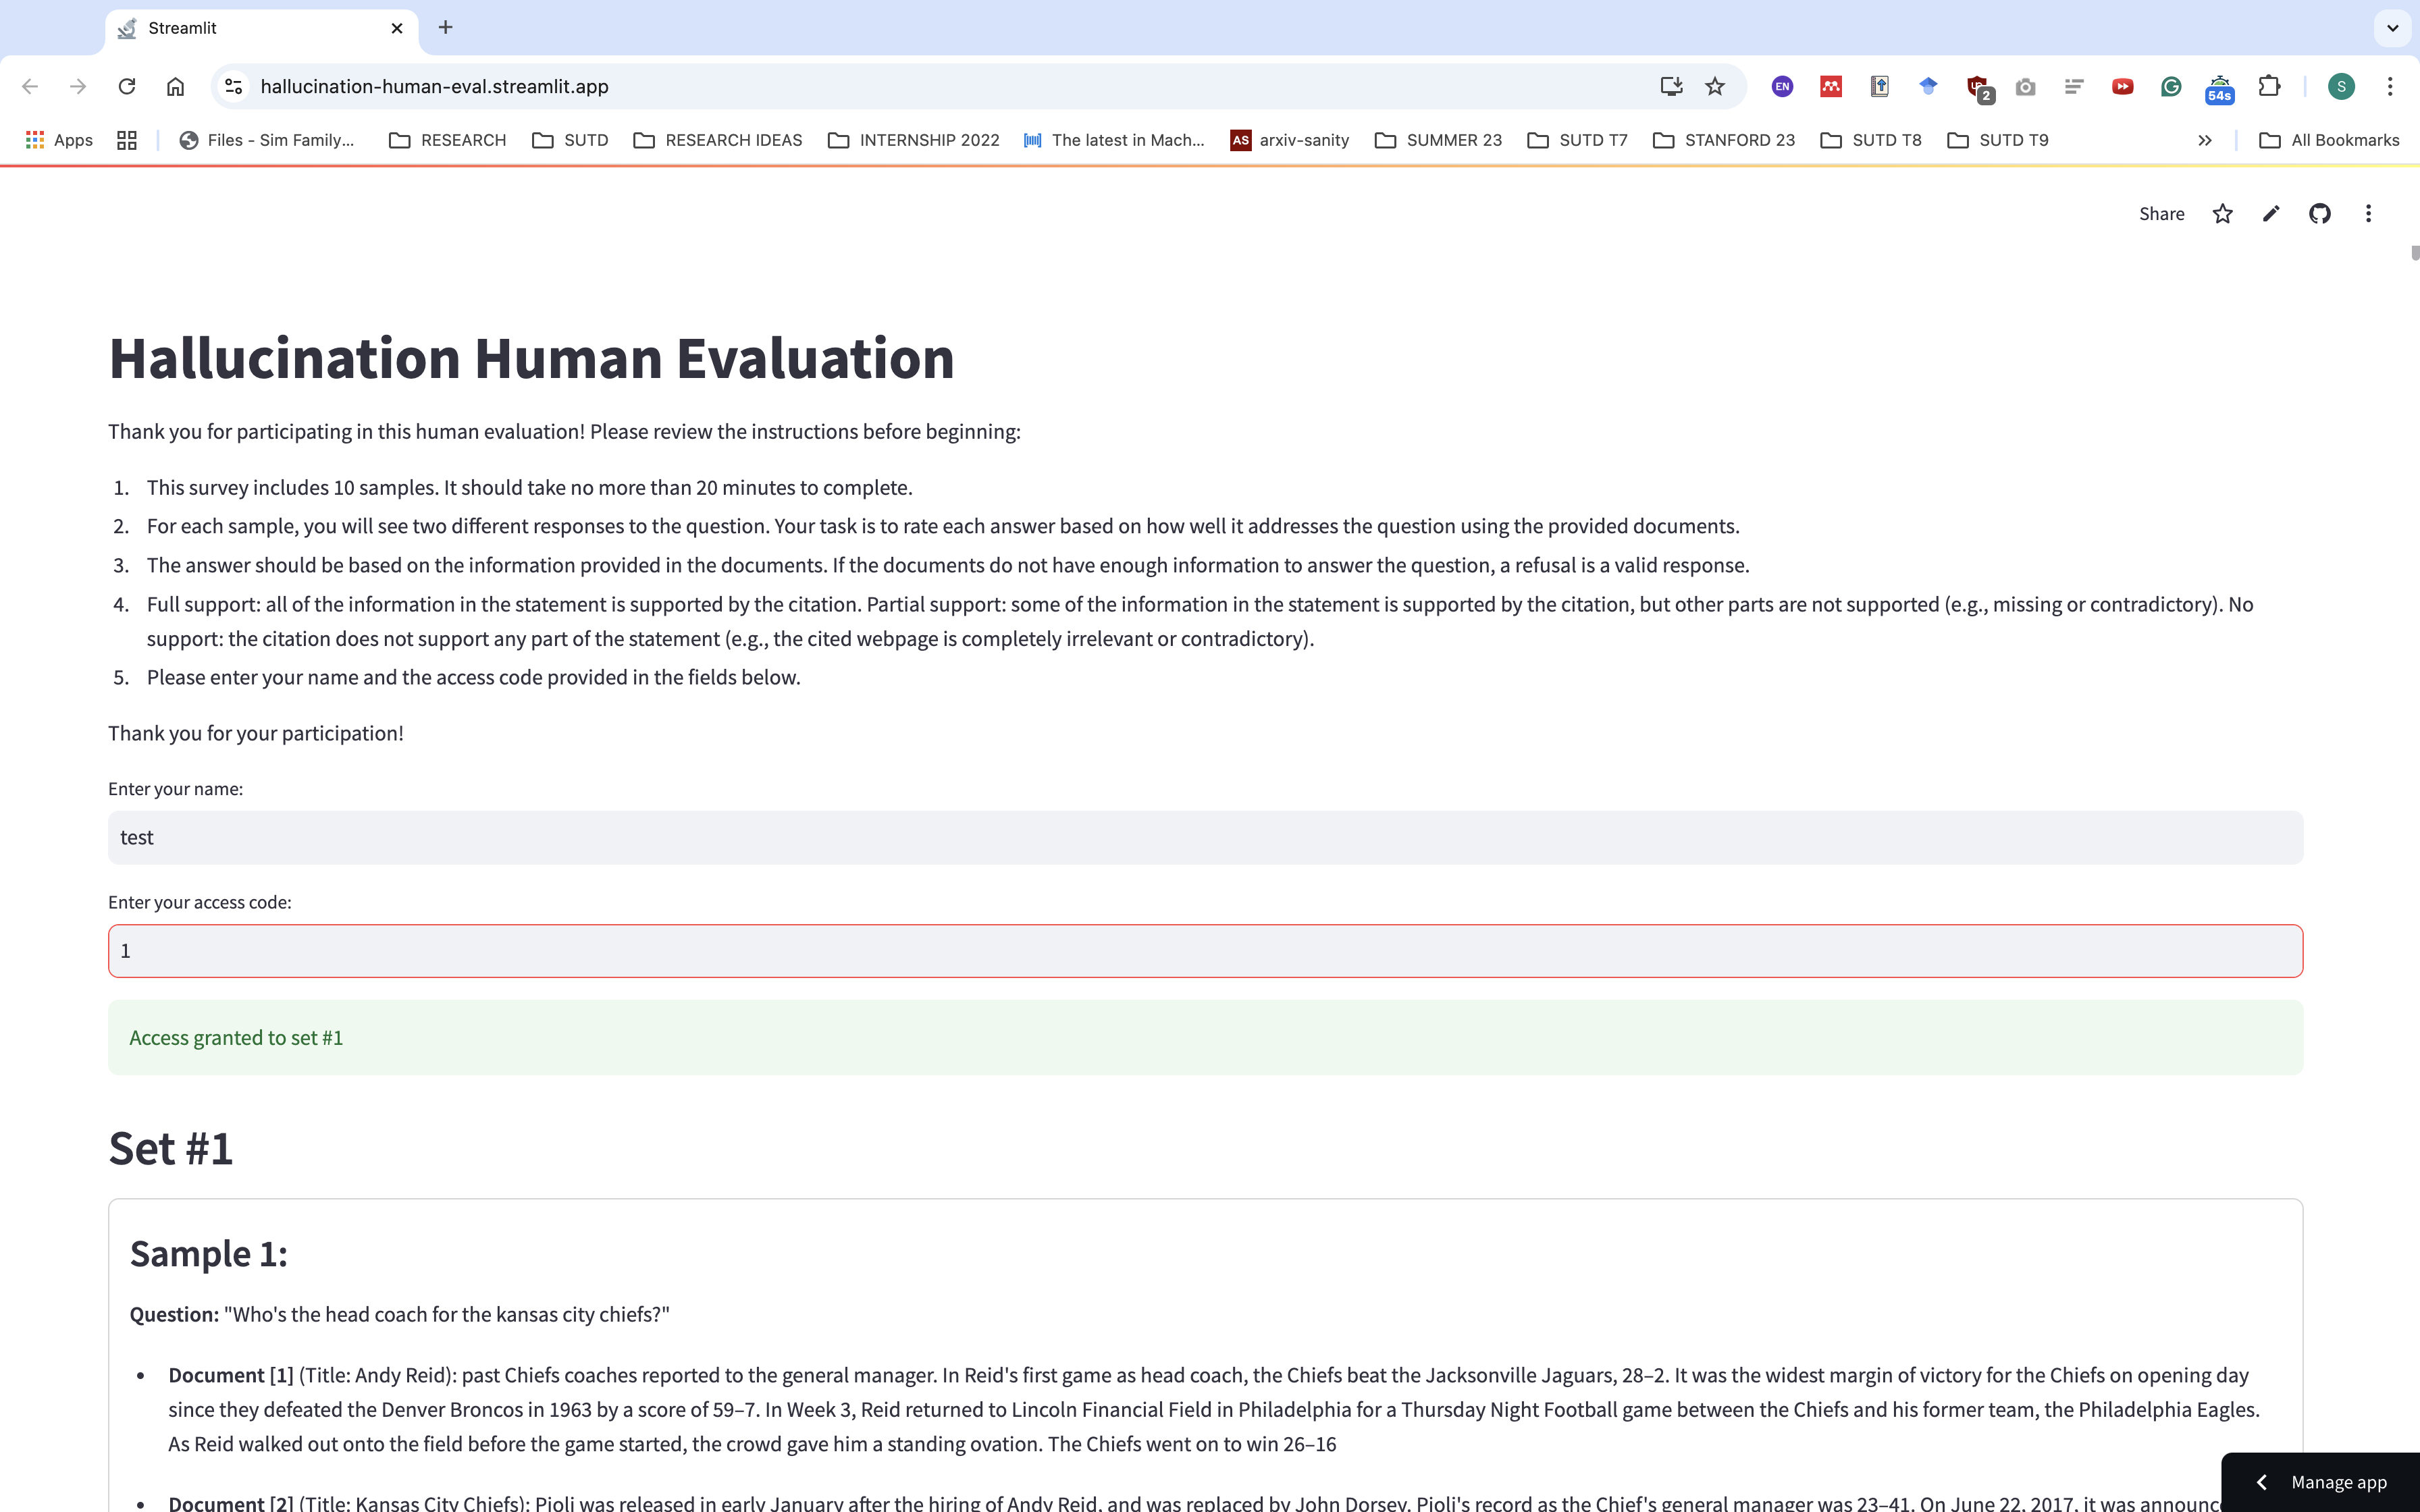 Streamlit
hallucination-human-eval.streamlit.app
EN
2
54s
S
Apps
Files - Sim Family...
RESEARCH
SUTD
RESEARCH IDEAS
INTERNSHIP 2022
The latest in Mach...
AS arxiv-sanity
SUMMER 23
SUTD T7
STANFORD 23
SUTD T8
SUTD T9
All Bookmarks
Share
Hallucination Human Evaluation
Thank you for participating in this human evaluation! Please review the instructions before beginning:
1. This survey includes 10 samples. It should take no more than 20 minutes to complete.
2. For each sample, you will see two different responses to the question. Your task is to rate each answer based on how well it addresses the question using the provided documents.
3. The answer should be based on the information provided in the documents. If the documents do not have enough information to answer the question, a refusal is a valid response.
4. Full support: all of the information in the statement is supported by the citation. Partial support: some of the information in the statement is supported by the citation, but other parts are not supported (e.g., missing or contradictory). No
support: the citation does not support any part of the statement (e.g., the cited webpage is completely irrelevant or contradictory).
5. Please enter your name and the access code provided in the fields below.
Thank you for your participation!
Enter your name:
test
Enter your access code:
1
Access granted to set #1
Set #1
Sample 1:
Question: "Who's the head coach for the kansas city chiefs?"
• Document [1] (Title: Andy Reid): past Chiefs coaches reported to the general manager. In Reid's first game as head coach, the Chiefs beat the Jacksonville Jaguars, 28–2. It was the widest margin of victory for the Chiefs on opening day
since they defeated the Denver Broncos in 1963 by a score of 59–7. In Week 3, Reid returned to Lincoln Financial Field in Philadelphia for a Thursday Night Football game between the Chiefs and his former team, the Philadelphia Eagles.
As Reid walked out onto the field before the game started, the crowd gave him a standing ovation. The Chiefs went on to win 26–16
• Document [2] (Title: Kansas City Chiefs): Pioli was released in early January after the hiring of Andy Reid, and was replaced by John Dorsey. Pioli's record as the Chief's general manager was 23–41. On June 22, 2017, it was announc
Manage app